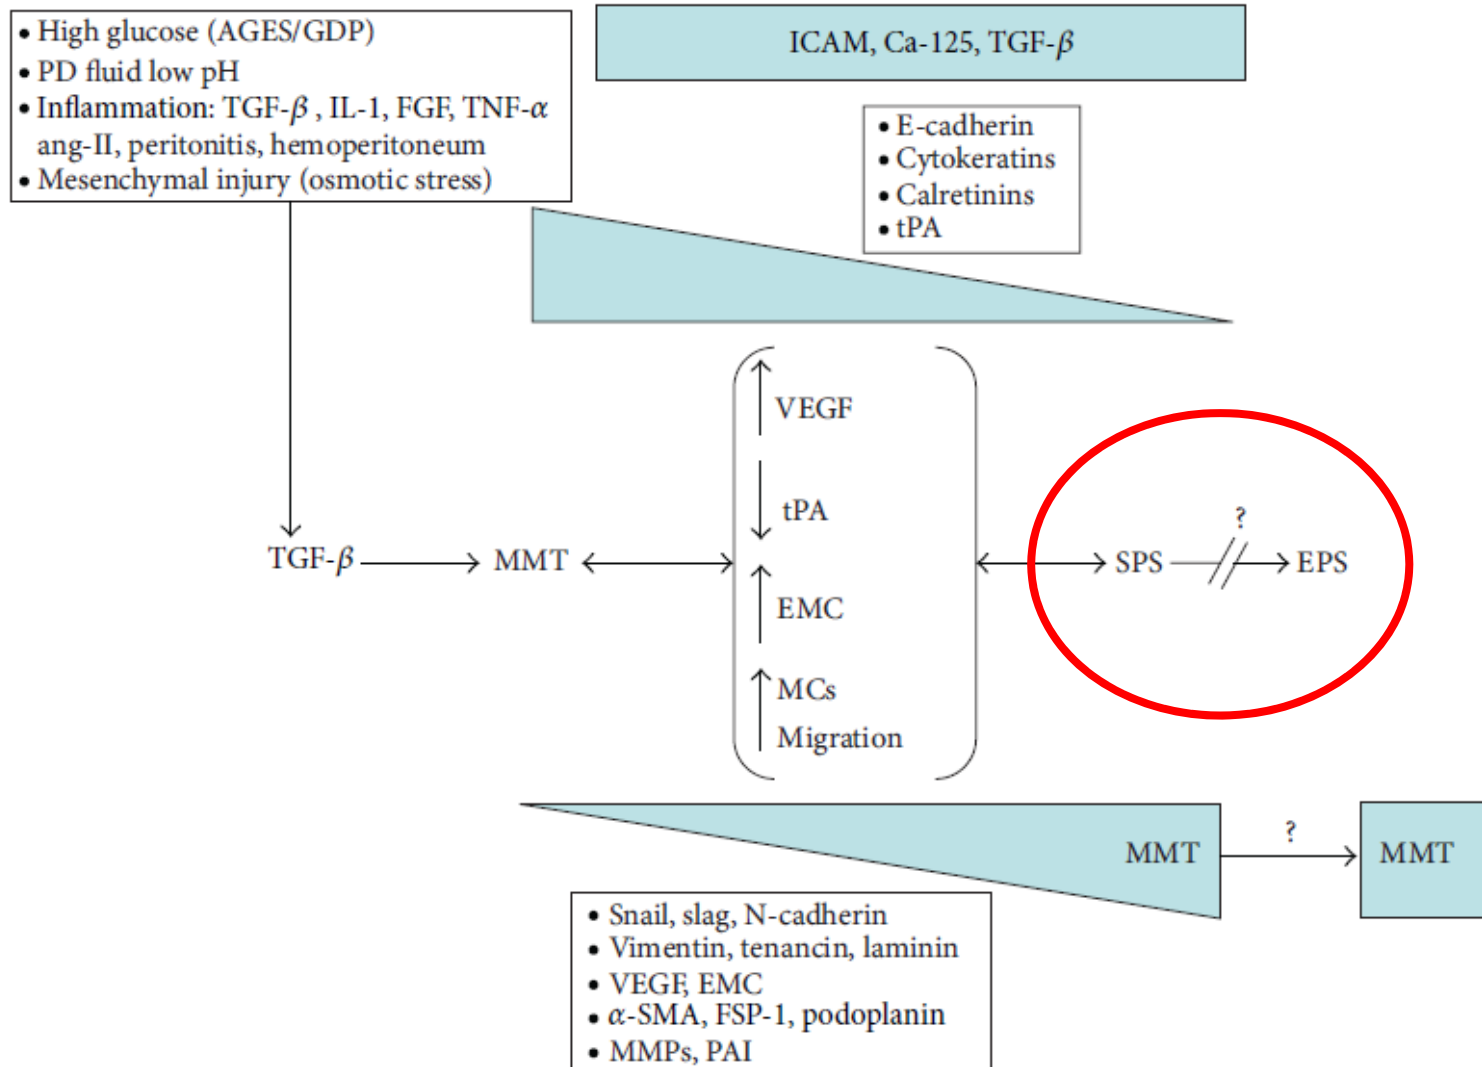 • High glucose (AGES/GDP)
• PD fluid low pH
• Inflammation: TGF-β , IL-1, FGF, TNF-α
ang-II, peritonitis, hemoperitoneum
• Mesenchymal injury (osmotic stress)
ICAM, Ca-125, TGF-β
• E-cadherin
• Cytokeratins
• Calretinins
• tPA
VEGF
tPA
EMC
MCs
Migration
TGF-β
MMT
SPS
?
EPS
MMT
?
MMT
• Snail, slag, N-cadherin
• Vimentin, tenancin, laminin
• VEGF, EMC
• α-SMA, FSP-1, podoplanin
• MMPs, PAI